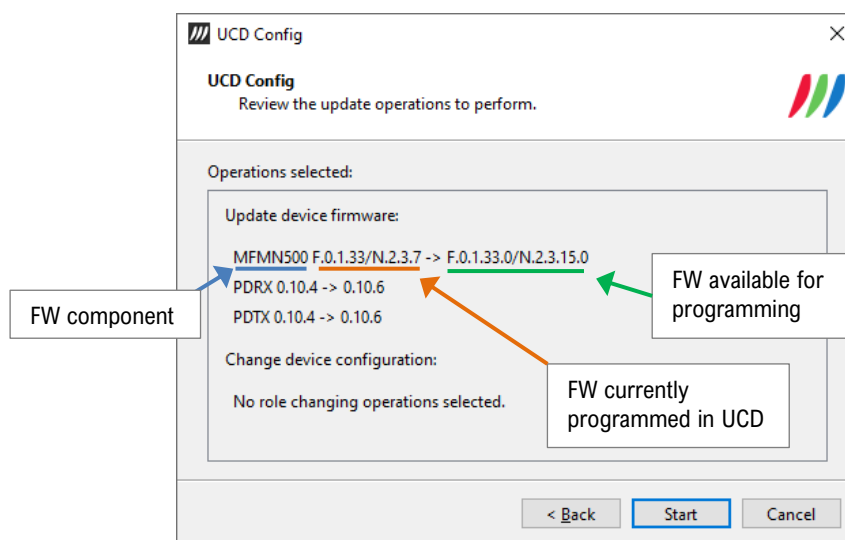 UCD Config
UCD Config
Review the update operations to perform.
Operations selected:
Update device firmware:
MFMN500 F.0.1.33/N.2.3.7 -> F.0.1.33.0/N.2.3.15.0
PDRX 0.10.4 -> 0.10.6
PDTX 0.10.4 -> 0.10.6
FW component
FW available for
programming
Change device configuration:
No role changing operations selected.
FW currently
programmed in UCD
< Back
Start
Cancel